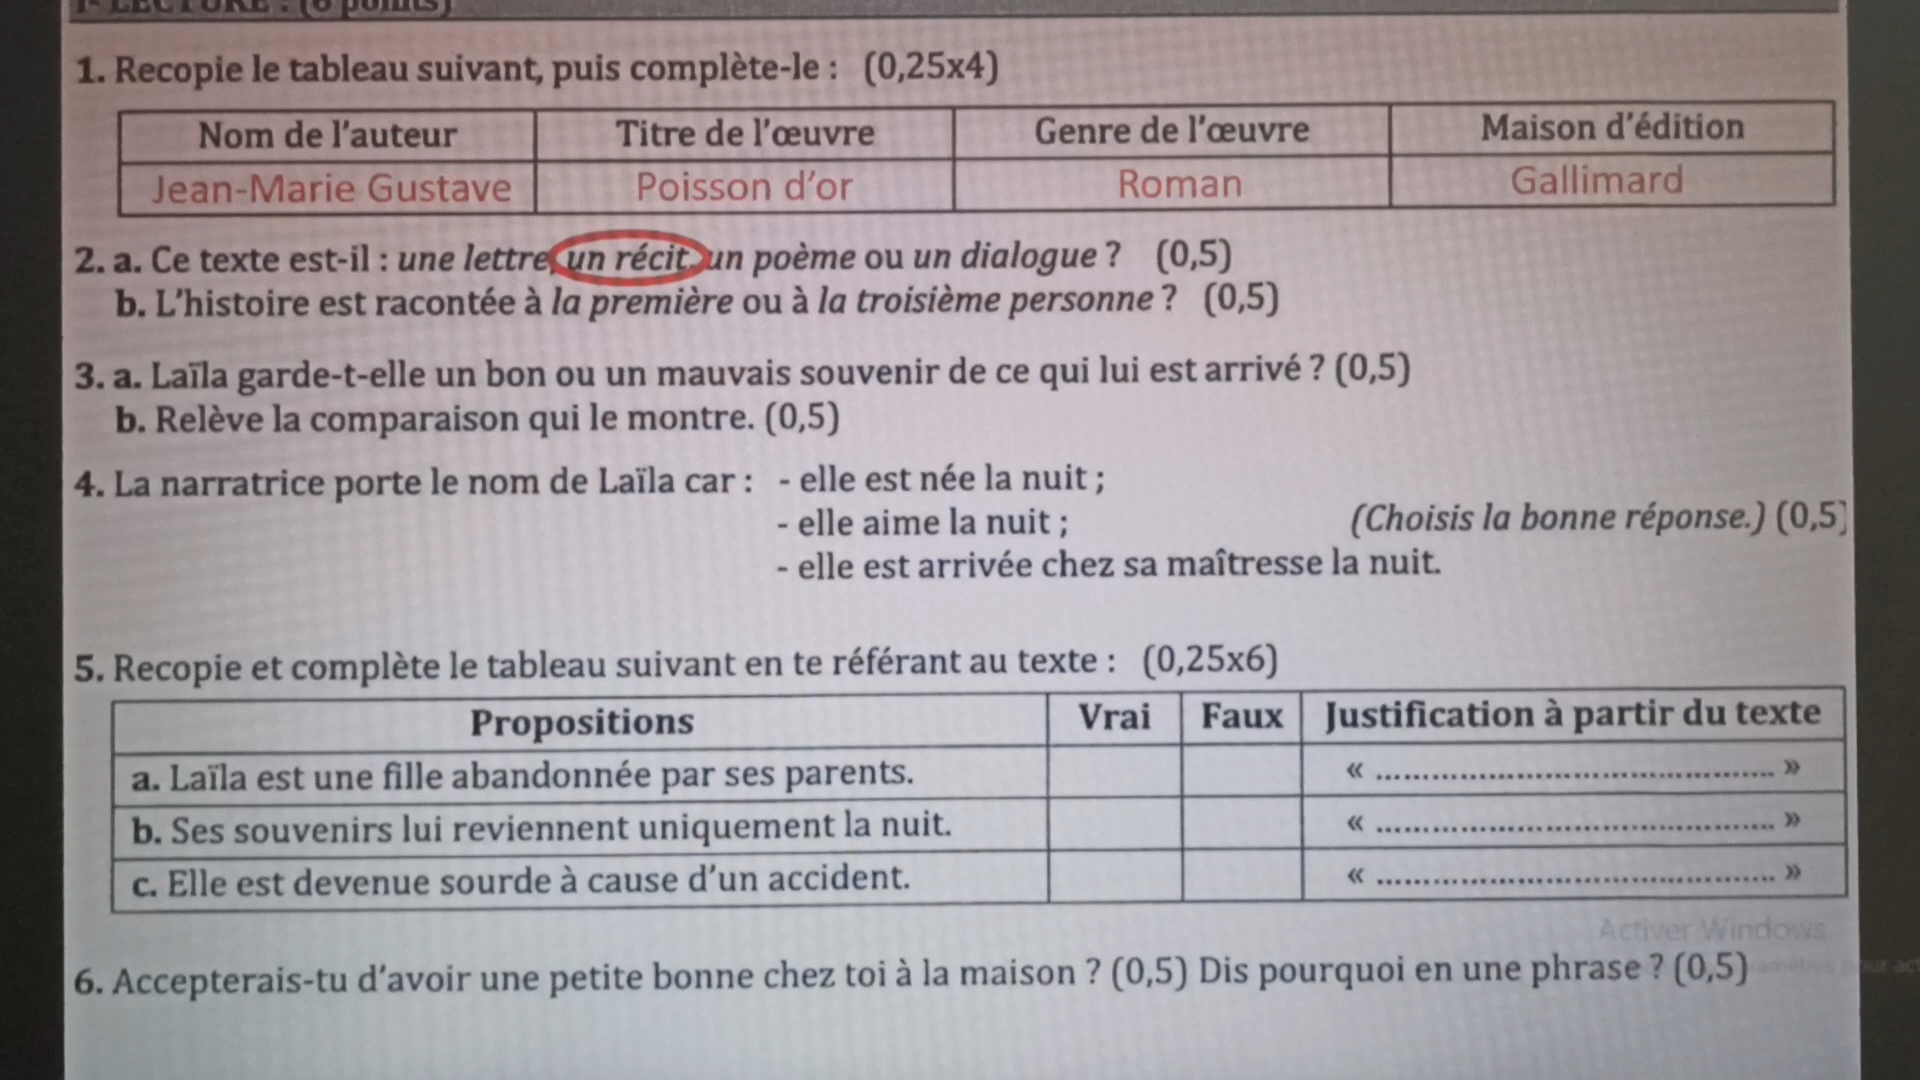 I- LECTURE : (6 points)
1. Recopie le tableau suivant, puis complète-le : (0,25x4)
Nom de l'auteur Titre de l'œuvre Genre de l'œuvre Maison d'édition
Jean-Marie Gustave Poisson d'or Roman Gallimard
2. a. Ce texte est-il : une lettre, un récit, un poème ou un dialogue ? (0,5)
b. L'histoire est racontée à la première ou à la troisième personne ? (0,5)
3. a. Laïla garde-t-elle un bon ou un mauvais souvenir de ce qui lui est arrivé ? (0,5)
b. Relève la comparaison qui le montre. (0,5)
4. La narratrice porte le nom de Laïla car : - elle est née la nuit ;
- elle aime la nuit ; (Choisis la bonne réponse.) (0,5)
- elle est arrivée chez sa maîtresse la nuit.
5. Recopie et complète le tableau suivant en te référant au texte : (0,25x6)
Propositions Vrai Faux Justification à partir du texte
a. Laïla est une fille abandonnée par ses parents. « ........................................ »
b. Ses souvenirs lui reviennent uniquement la nuit. « ........................................ »
c. Elle est devenue sourde à cause d'un accident. « ........................................ »
Activer Windows
6. Accepterais-tu d'avoir une petite bonne chez toi à la maison ? (0,5) Dis pourquoi en une phrase ? (0,5)